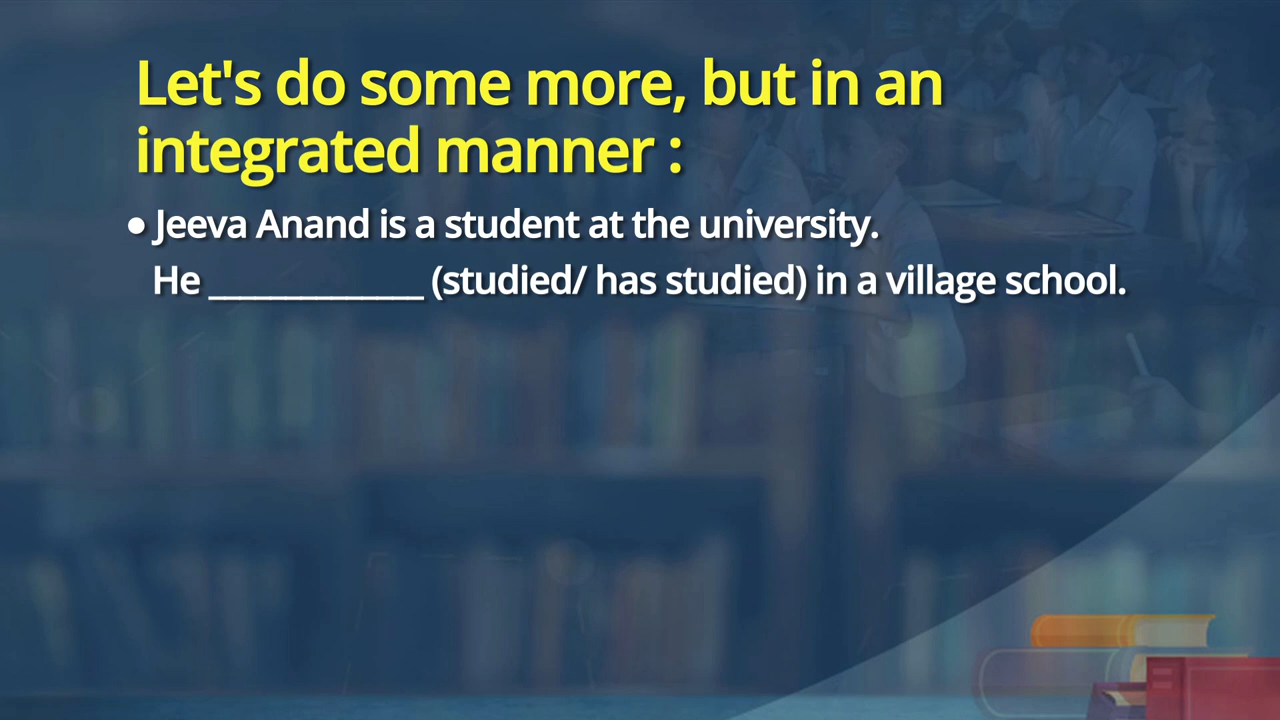 Let's do some more, but in an
integrated manner :
● Jeeva Anand is a student at the university.
He _____________ (studied/ has studied) in a village school.